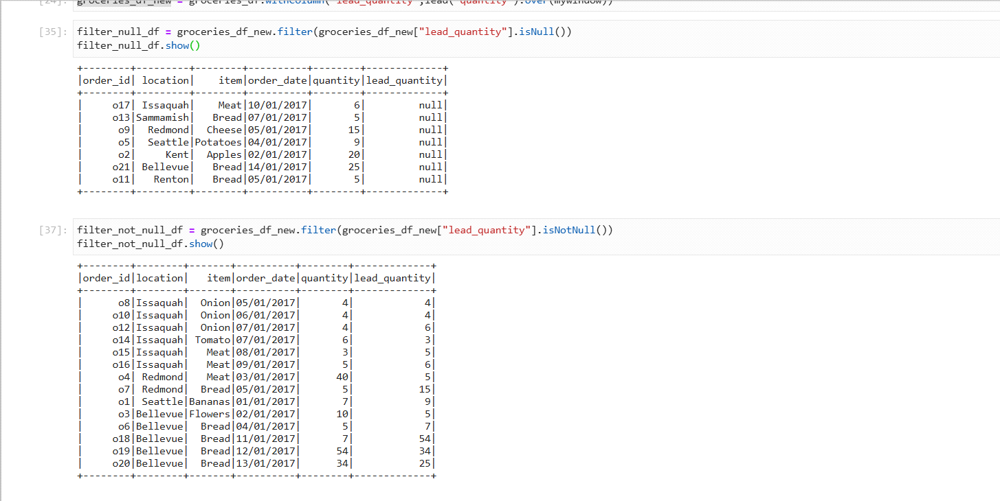 [24]: groceries_df_new = groceries_df.withColumn("lead_quantity",lead("quantity").over(mywindow))
[35]: filter_null_df = groceries_df_new.filter(groceries_df_new["lead_quantity"].isNull())
filter_null_df.show()
+--------+---------+--------+----------+--------+-------------+
|order_id| location|    item|order_date|quantity|lead_quantity|
+--------+---------+--------+----------+--------+-------------+
|     o17| Issaquah|    Meat|10/01/2017|       6|         null|
|     o13|Sammamish|   Bread|07/01/2017|       5|         null|
|      o9|  Redmond|  Cheese|05/01/2017|      15|         null|
|      o5|  Seattle|Potatoes|04/01/2017|       9|         null|
|      o2|     Kent|  Apples|02/01/2017|      20|         null|
|     o21| Bellevue|   Bread|14/01/2017|      25|         null|
|     o11|   Renton|   Bread|05/01/2017|       5|         null|
+--------+---------+--------+----------+--------+-------------+
[37]: filter_not_null_df = groceries_df_new.filter(groceries_df_new["lead_quantity"].isNotNull())
filter_not_null_df.show()
+--------+--------+-------+----------+--------+-------------+
|order_id|location|   item|order_date|quantity|lead_quantity|
+--------+--------+-------+----------+--------+-------------+
|      o8|Issaquah|  Onion|05/01/2017|       4|            4|
|     o10|Issaquah|  Onion|06/01/2017|       4|            4|
|     o12|Issaquah|  Onion|07/01/2017|       4|            6|
|     o14|Issaquah| Tomato|07/01/2017|       6|            3|
|     o15|Issaquah|   Meat|08/01/2017|       3|            5|
|     o16|Issaquah|   Meat|09/01/2017|       5|            6|
|      o4| Redmond|   Meat|03/01/2017|      40|            5|
|      o7| Redmond|  Bread|05/01/2017|       5|           15|
|      o1| Seattle|Bananas|01/01/2017|       7|            9|
|      o3|Bellevue|Flowers|02/01/2017|      10|            5|
|      o6|Bellevue|  Bread|04/01/2017|       5|            7|
|     o18|Bellevue|  Bread|11/01/2017|       7|           54|
|     o19|Bellevue|  Bread|12/01/2017|      54|           34|
|     o20|Bellevue|  Bread|13/01/2017|      34|           25|
+--------+--------+-------+----------+--------+-------------+